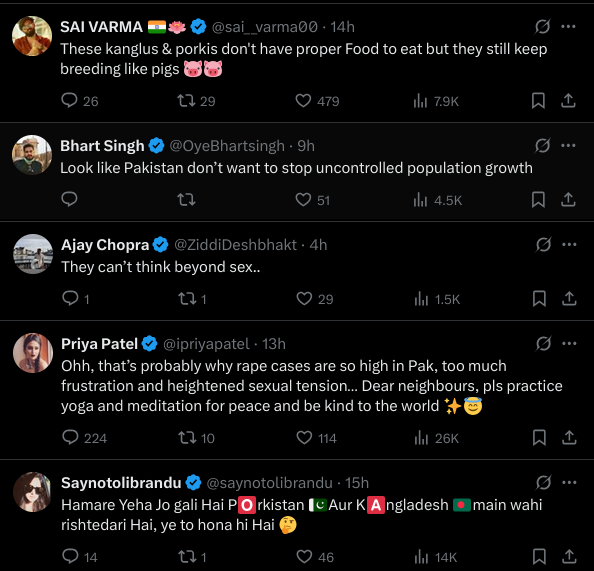 SAI VARMA 🇮🇳🪷 @sai__varma00 · 14h
These kanglus & porkis don't have proper Food to eat but they still keep
breeding like pigs 🐷🐷
26 29 479 7.9K
Bhart Singh @OyeBhartsingh · 9h
Look like Pakistan don't want to stop uncontrolled population growth
51 4.5K
Ajay Chopra @ZiddiDeshbhakt · 4h
They can't think beyond sex..
1 1 29 1.5K
Priya Patel @ipriyapatel · 13h
Ohh, that's probably why rape cases are so high in Pak, too much
frustration and heightened sexual tension... Dear neighbours, pls practice
yoga and meditation for peace and be kind to the world ✨😇
224 10 114 26K
Saynotolibrandu @saynotolibrandu · 15h
Hamare Yeha Jo gali Hai P🅾️rkistan 🇵🇰Aur K🅰️ngladesh 🇧🇩main wahi
rishtedari Hai, ye to hona hi Hai 🤔
14 1 46 14K